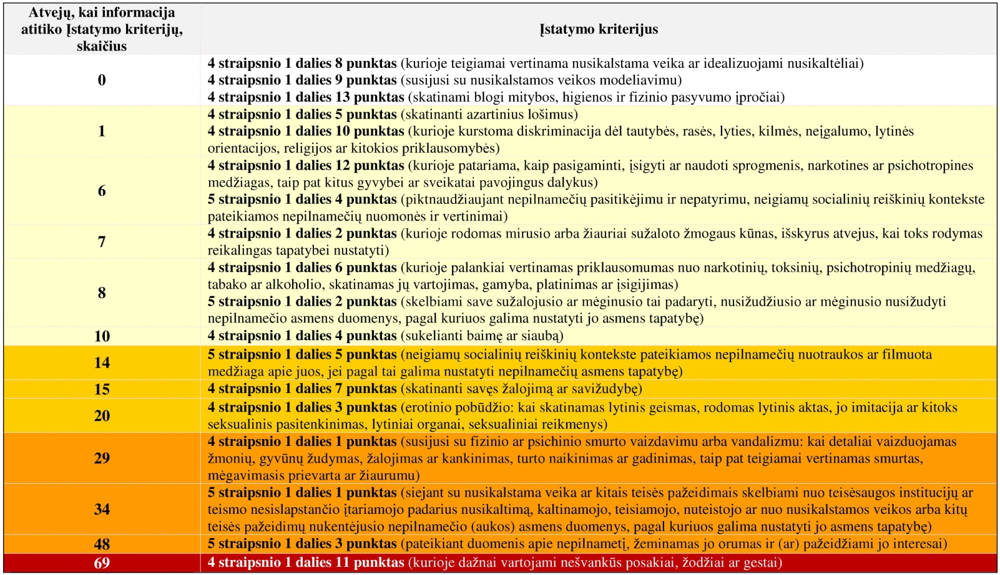 Atvejų, kai informacija
atitiko Įstatymo kriterijų,
skaičius
Įstatymo kriterijus
0
4 straipsnio 1 dalies 8 punktas (kurioje teigiamai vertinama nusikalstama veika ar idealizuojami nusikaltėliai)
4 straipsnio 1 dalies 9 punktas (susijusi su nusikalstamos veikos modeliavimu)
4 straipsnio 1 dalies 13 punktas (skatinami blogi mitybos, higienos ir fizinio pasyvumo įpročiai)
1
4 straipsnio 1 dalies 5 punktas (skatinanti azartinius lošimus)
4 straipsnio 1 dalies 10 punktas (kurioje kurstoma diskriminacija dėl tautybės, rasės, lyties, kilmės, neįgalumo, lytinės
orientacijos, religijos ar kitokios priklausomybės)
6
4 straipsnio 1 dalies 12 punktas (kurioje patariama, kaip pasigaminti, įsigyti ar naudoti sprogmenis, narkotines ar psichotropines
medžiagas, taip pat kitus gyvybei ar sveikatai pavojingus dalykus)
5 straipsnio 1 dalies 4 punktas (piktnaudžiaujant nepilnamečių pasitikėjimu ir nepatyrimu, neigiamų socialinių reiškinių kontekste
pateikiamos nepilnamečių nuomonės ir vertinimai)
7
4 straipsnio 1 dalies 2 punktas (kurioje rodomas mirusio arba žiauriai sužaloto žmogaus kūnas, išskyrus atvejus, kai toks rodymas
reikalingas tapatybei nustatyti)
8
4 straipsnio 1 dalies 6 punktas (kurioje palankiai vertinamas priklausomumas nuo narkotinių, toksinių, psichotropinių medžiagų,
tabako ar alkoholio, skatinamas jų vartojimas, gamyba, platinimas ar įsigijimas)
5 straipsnio 1 dalies 2 punktas (skelbiami save sužalojusio ar mėginusio tai padaryti, nusižudžiusio ar mėginusio nusižudyti
nepilnamečio asmens duomenys, pagal kuriuos galima nustatyti jo asmens tapatybę)
10
4 straipsnio 1 dalies 4 punktas (sukelianti baimę ar siaubą)
14
5 straipsnio 1 dalies 5 punktas (neigiamų socialinių reiškinių kontekste pateikiamos nepilnamečių nuotraukos ar filmuota
medžiaga apie juos, jei pagal tai galima nustatyti nepilnamečių asmens tapatybę)
15
4 straipsnio 1 dalies 7 punktas (skatinanti savęs žalojimą ar savižudybę)
20
4 straipsnio 1 dalies 3 punktas (erotinio pobūdžio: kai skatinamas lytinis geismas, rodomas lytinis aktas, jo imitacija ar kitoks
seksualinis pasitenkinimas, lytiniai organai, seksualiniai reikmenys)
29
4 straipsnio 1 dalies 1 punktas (susijusi su fizinio ar psichinio smurto vaizdavimu arba vandalizmu: kai detaliai vaizduojamas
žmonių, gyvūnų žudymas, žalojimas ar kankinimas, turto naikinimas ar gadinimas, taip pat teigiamai vertinamas smurtas,
mėgavimasis prievarta ar žiaurumu)
34
5 straipsnio 1 dalies 1 punktas (siejant su nusikalstama veika ar kitais teisės pažeidimais skelbiami nuo teisėsaugos institucijų ar
teismo nesislapstančio įtariamojo padarius nusikaltimą, kaltinamojo, teisiamojo, nuteistojo ar nuo nusikalstamos veikos arba kitų
teisės pažeidimų nukentėjusio nepilnamečio (aukos) asmens duomenys, pagal kuriuos galima nustatyti jo asmens tapatybę)
48
5 straipsnio 1 dalies 3 punktas (pateikiant duomenis apie nepilnametį, žeminamas jo orumas ir (ar) pažeidžiami jo interesai)
69
4 straipsnio 1 dalies 11 punktas (kurioje dažnai vartojami nešvankūs posakiai, žodžiai ar gestai)